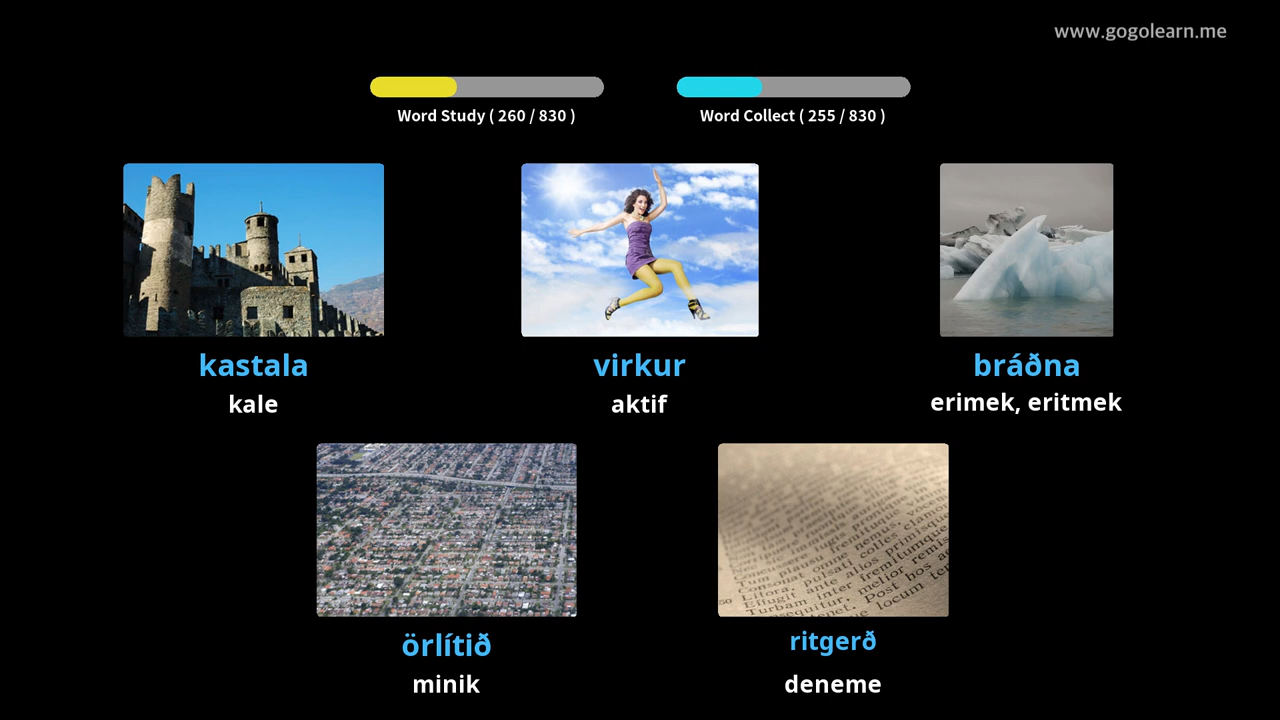 www.gogolearn.me
Word Study ( 260 / 830 )
Word Collect ( 255 / 830 )
kastala
kale
virkur
aktif
bráðna
erimek, eritmek
örlítið
minik
ritgerð
deneme